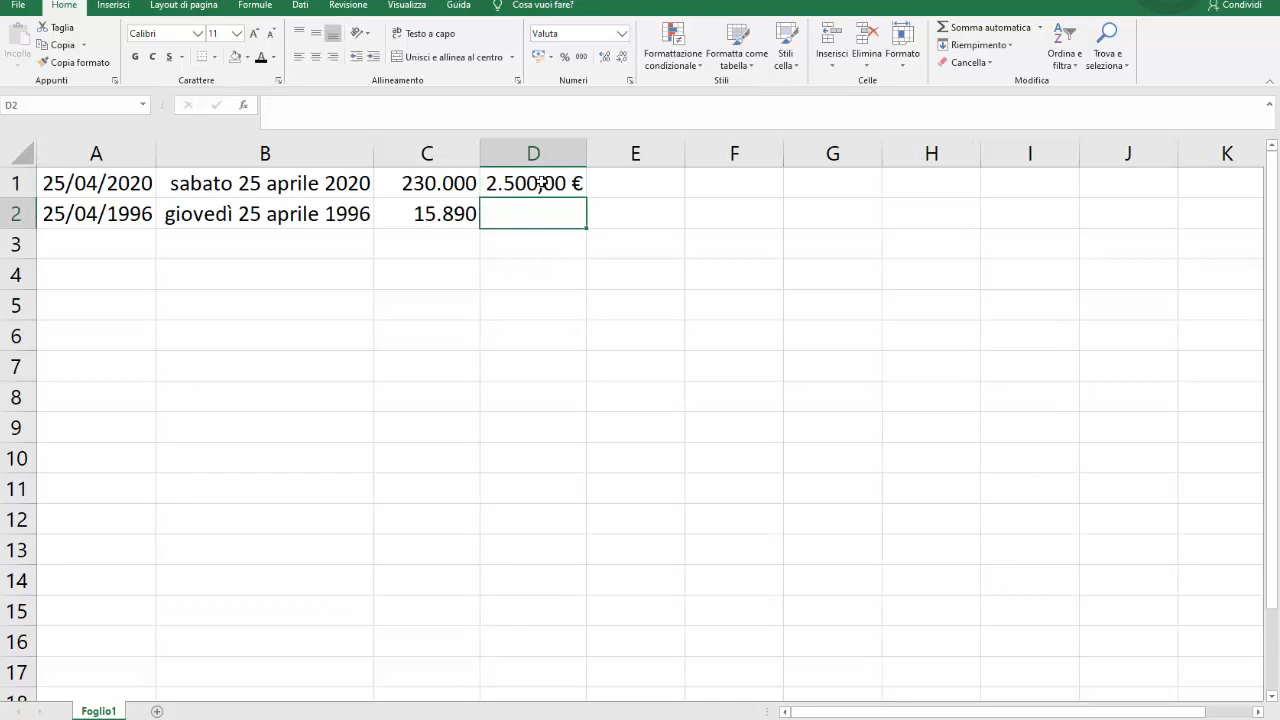 File Home Inserisci Layout di pagina Formule Dati Revisione Visualizza Guida Cosa vuoi fare? Condividi
Incolla Taglia Copia Copia formato Appunti
Calibri 11 G C S A Carattere
Testo a capo Unisci e allinea al centro Allineamento
Valuta % 000 Numeri
Formattazione condizionale Formatta come tabella Stili cella Stili
Inserisci Elimina Formato Celle
Somma automatica Rempimento Cancella Ordina e filtra Trova e seleziona Modifica
D2 fx
A B C D E F G H I J K
1 25/04/2020 sabato 25 aprile 2020 230.000 2.500,00 €
2 25/04/1996 giovedì 25 aprile 1996 15.890
3
4
5
6
7
8
9
10
11
12
13
14
15
16
17
18
Foglio1